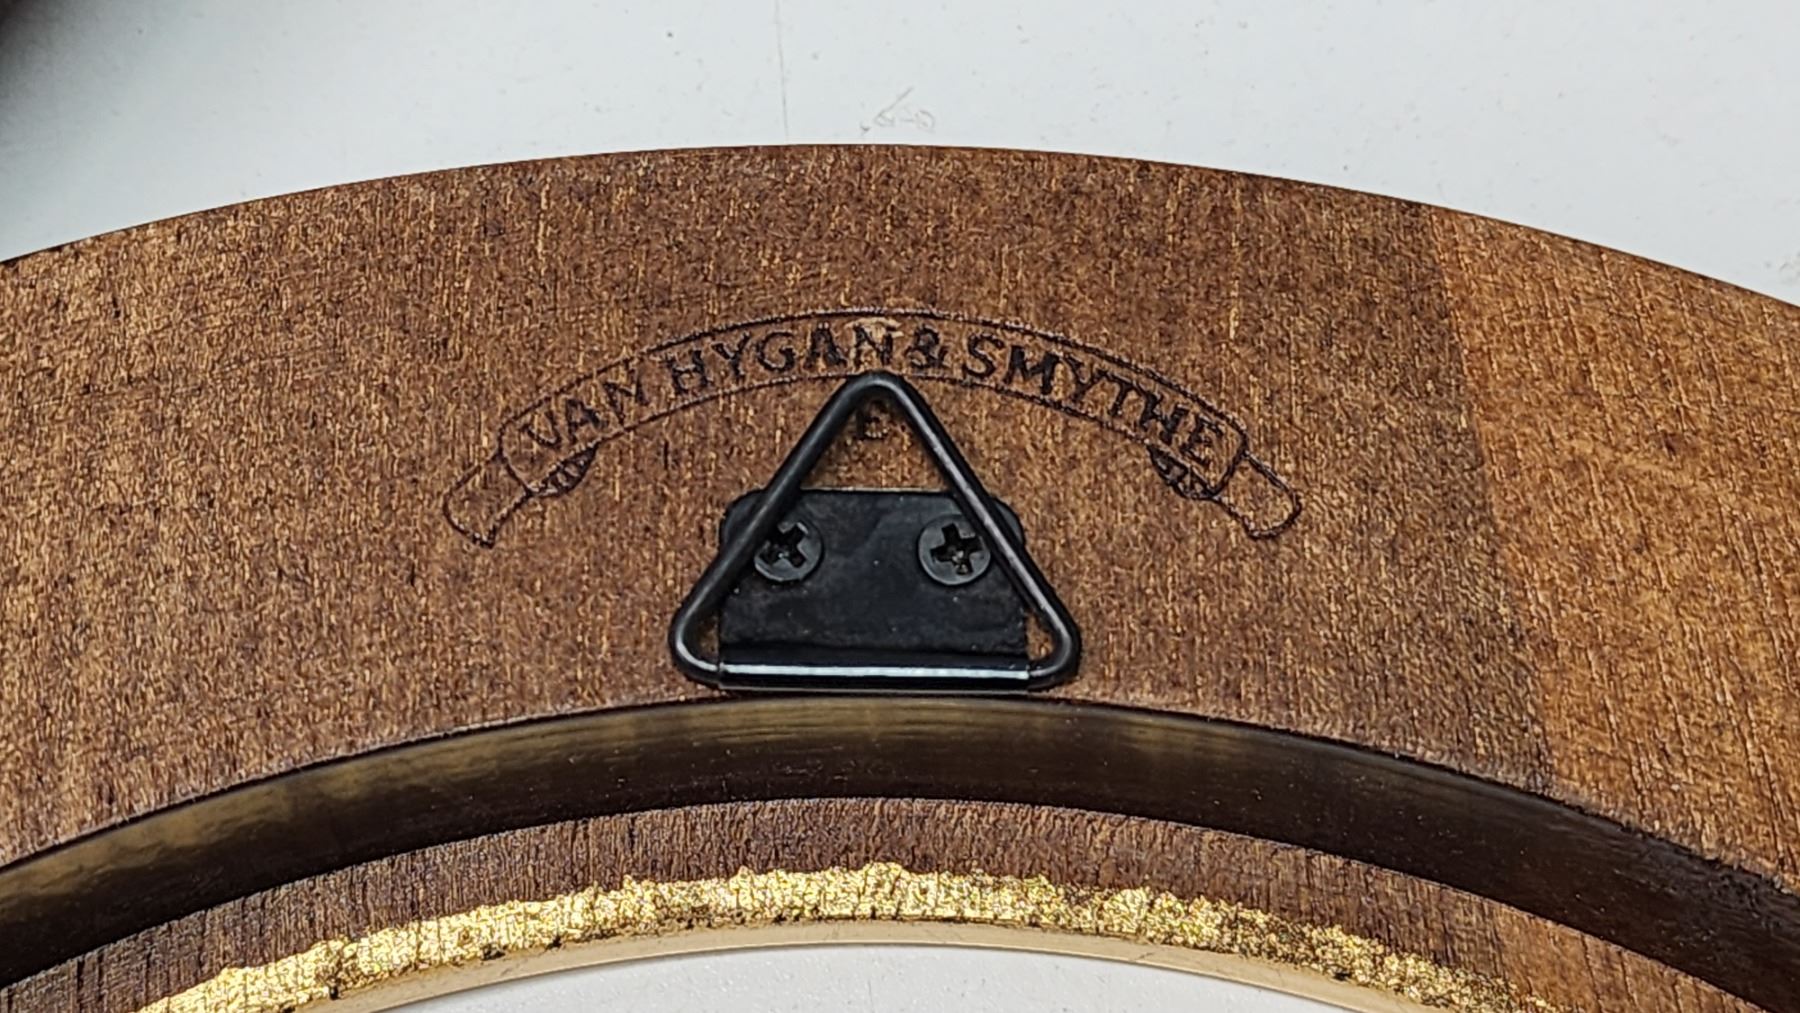 VAN HYGAN & SMYTHE
E